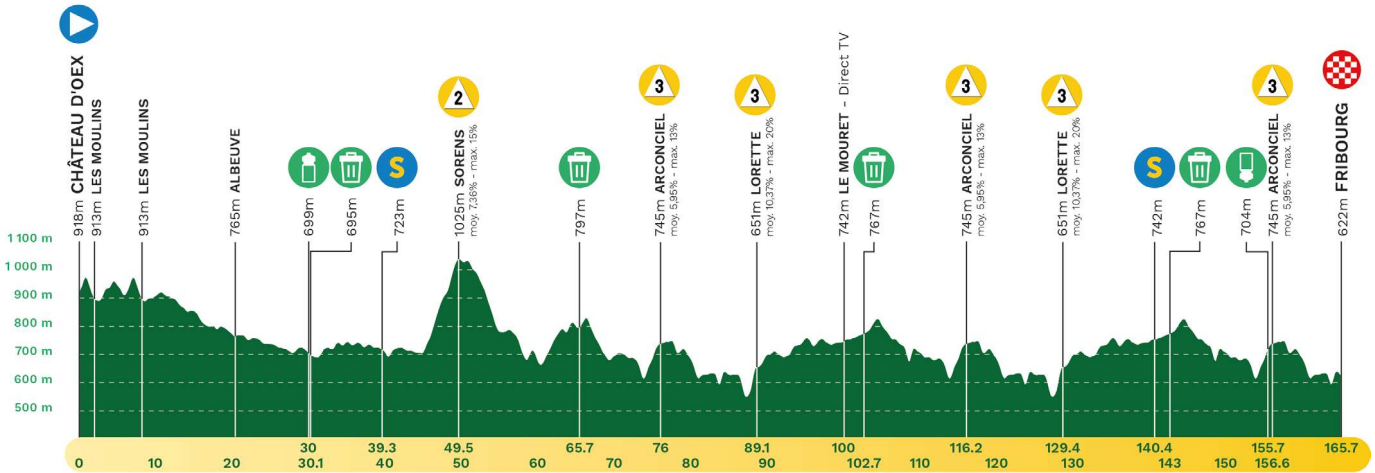 918m CHÂTEAU D'OEX
913m LES MOULINS
913m LES MOULINS
765m ALBEUVE
699m
695m
S
723m
2
1025m SORENS
moy. 7,36% - max. 15%
797m
3
745m ARCONCIEL
moy. 5,95% - max. 13%
3
651m LORETTE
moy. 10,37% - max. 20%
742m LE MOURET - Direct TV
767m
3
745m ARCONCIEL
moy. 5,95% - max. 13%
3
651m LORETTE
moy. 10,37% - max. 20%
S
742m
767m
704m
3
745m ARCONCIEL
moy. 5,95% - max. 13%
622m FRIBOURG
1 100 m
1 000 m
900 m
800 m
700 m
600 m
500 m
30 39.3 49.5 65.7 76 89.1 100 116.2 129.4 140.4 155.7 165.7
0 10 20 30.1 40 50 60 70 80 90 102.7 110 120 130 143 150 156.6